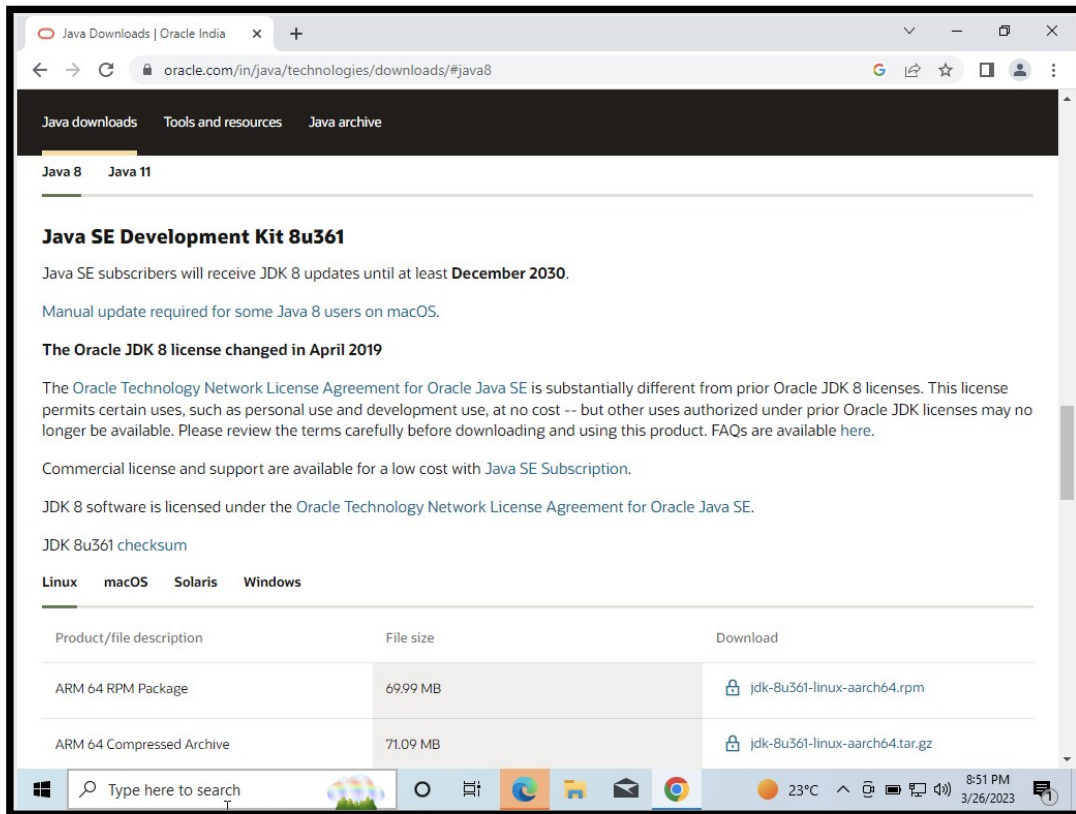 Java Downloads | Oracle India
oracle.com/in/java/technologies/downloads/#java8
Java downloads Tools and resources Java archive
Java 8 Java 11
Java SE Development Kit 8u361
Java SE subscribers will receive JDK 8 updates until at least December 2030.
Manual update required for some Java 8 users on macOS.
The Oracle JDK 8 license changed in April 2019
The Oracle Technology Network License Agreement for Oracle Java SE is substantially different from prior Oracle JDK 8 licenses. This license
permits certain uses, such as personal use and development use, at no cost -- but other uses authorized under prior Oracle JDK licenses may no
longer be available. Please review the terms carefully before downloading and using this product. FAQs are available here.
Commercial license and support are available for a low cost with Java SE Subscription.
JDK 8 software is licensed under the Oracle Technology Network License Agreement for Oracle Java SE.
JDK 8u361 checksum
Linux macOS Solaris Windows
Product/file description File size Download
ARM 64 RPM Package 69.99 MB jdk-8u361-linux-aarch64.rpm
ARM 64 Compressed Archive 71.09 MB jdk-8u361-linux-aarch64.tar.gz
Type here to search 23°C 8:51 PM
3/26/2023 1